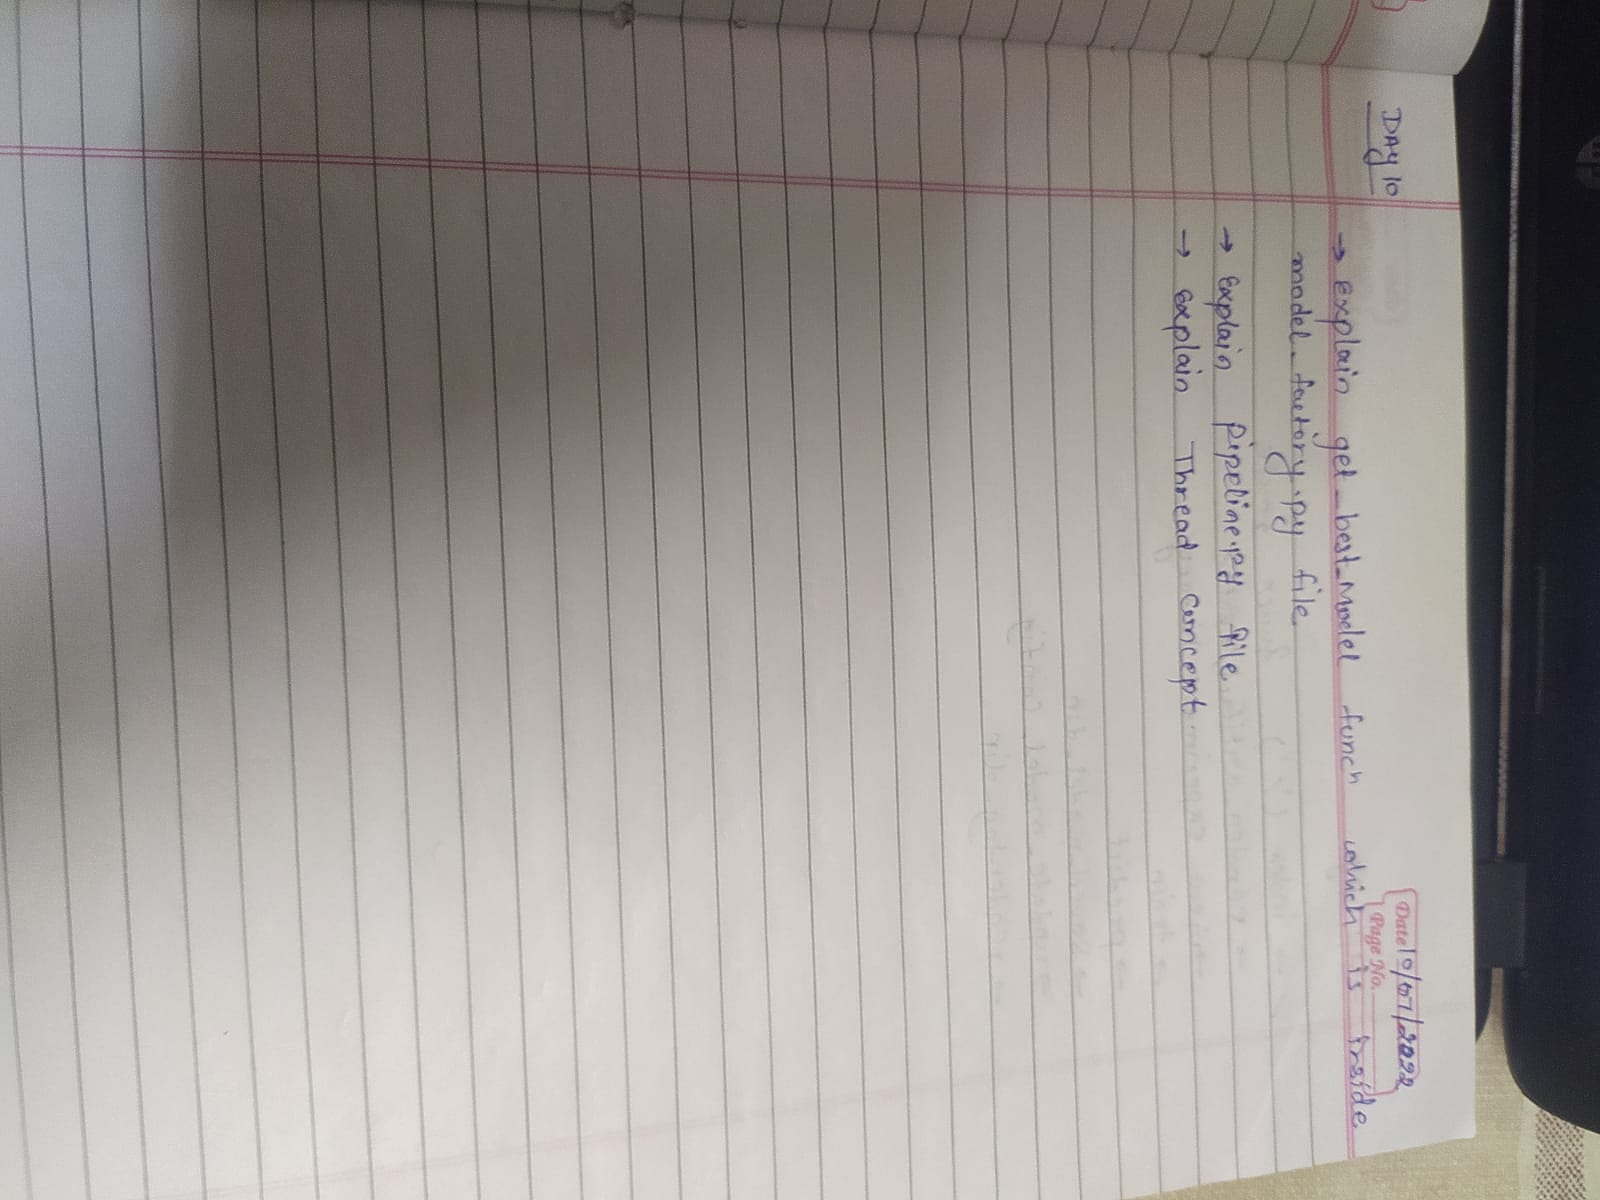 DAY 10
Date 10/07/2022
Page No.
→ Explain get_best_Model funcn which is inside
model_factory.py file
→ Explain pipeline.py file
→ Explain Thread Concept